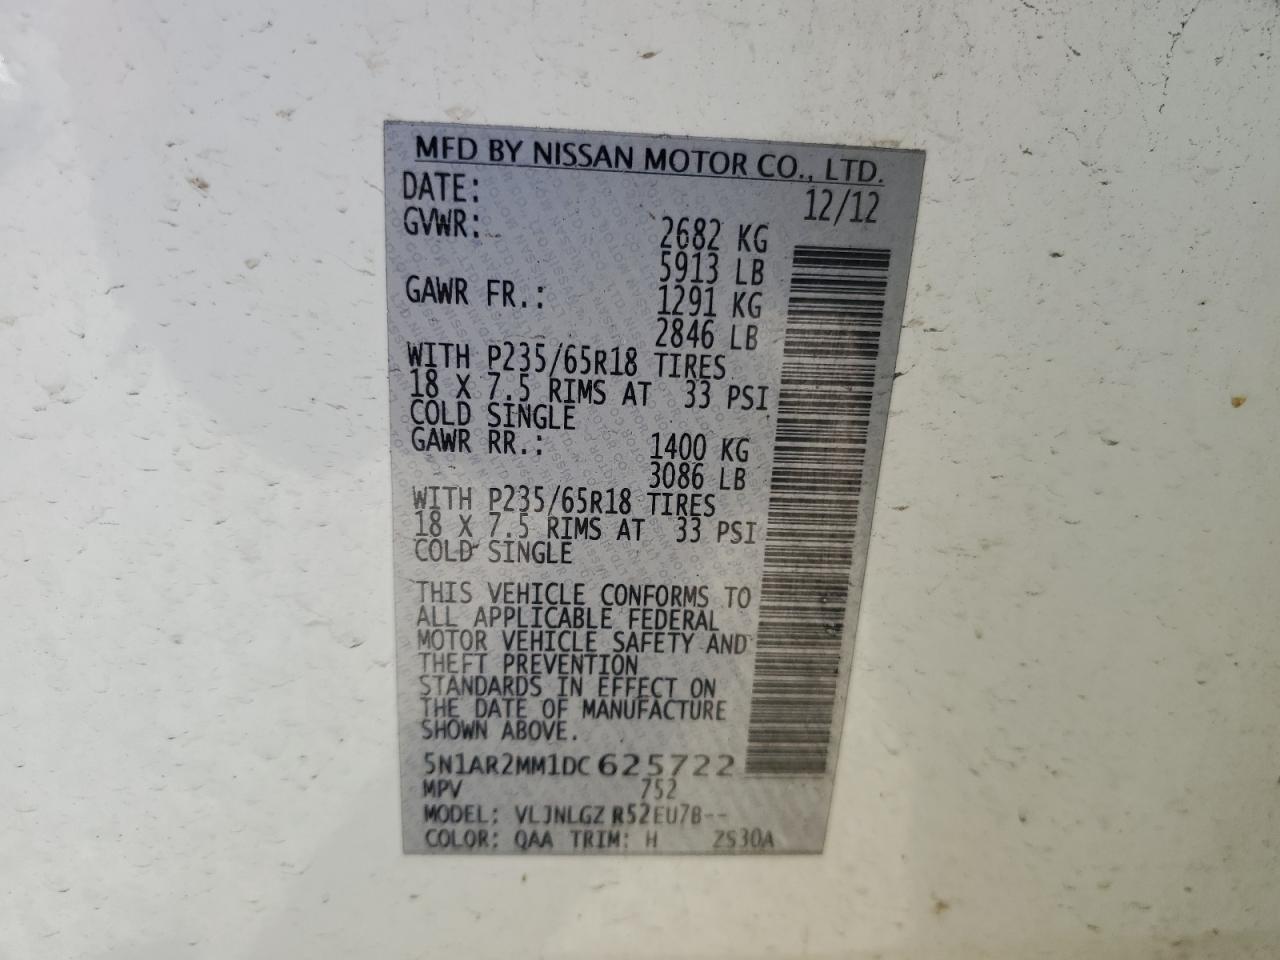 MFD BY NISSAN MOTOR CO., LTD.
DATE: 12/12
GVWR: 2682 KG
5913 LB
GAWR FR.: 1291 KG
2846 LB
WITH P235/65R18 TIRES
18 X 7.5 RIMS AT 33 PSI
COLD SINGLE
GAWR RR.: 1400 KG
3086 LB
WITH P235/65R18 TIRES
18 X 7.5 RIMS AT 33 PSI
COLD SINGLE
THIS VEHICLE CONFORMS TO
ALL APPLICABLE FEDERAL
MOTOR VEHICLE SAFETY AND
THEFT PREVENTION
STANDARDS IN EFFECT ON
THE DATE OF MANUFACTURE
SHOWN ABOVE.
5N1AR2MM1DC625722
MPV 752
MODEL: VLJNLGZ R52EU7B--
COLOR: QAA TRIM: H ZS30A